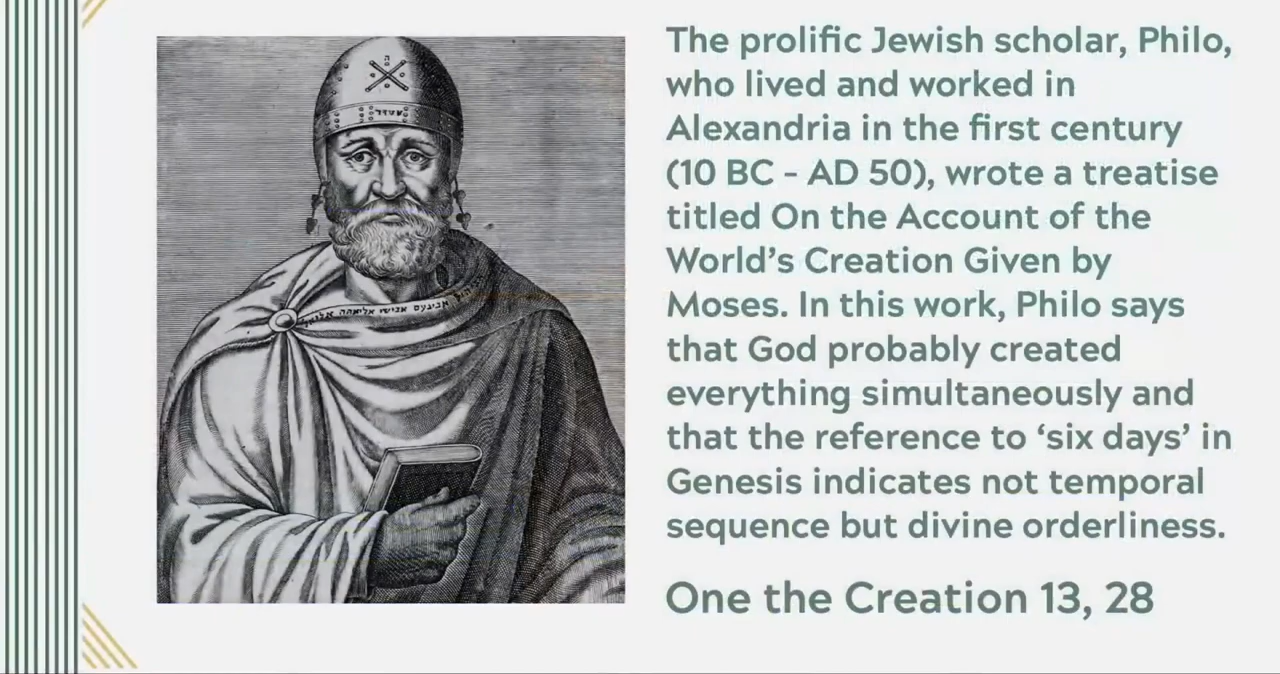 The prolific Jewish scholar, Philo,
who lived and worked in
Alexandria in the first century
(10 BC - AD 50), wrote a treatise
titled On the Account of the
World's Creation Given by
Moses. In this work, Philo says
that God probably created
everything simultaneously and
that the reference to ‘six days’ in
Genesis indicates not temporal
sequence but divine orderliness.
One the Creation 13, 28